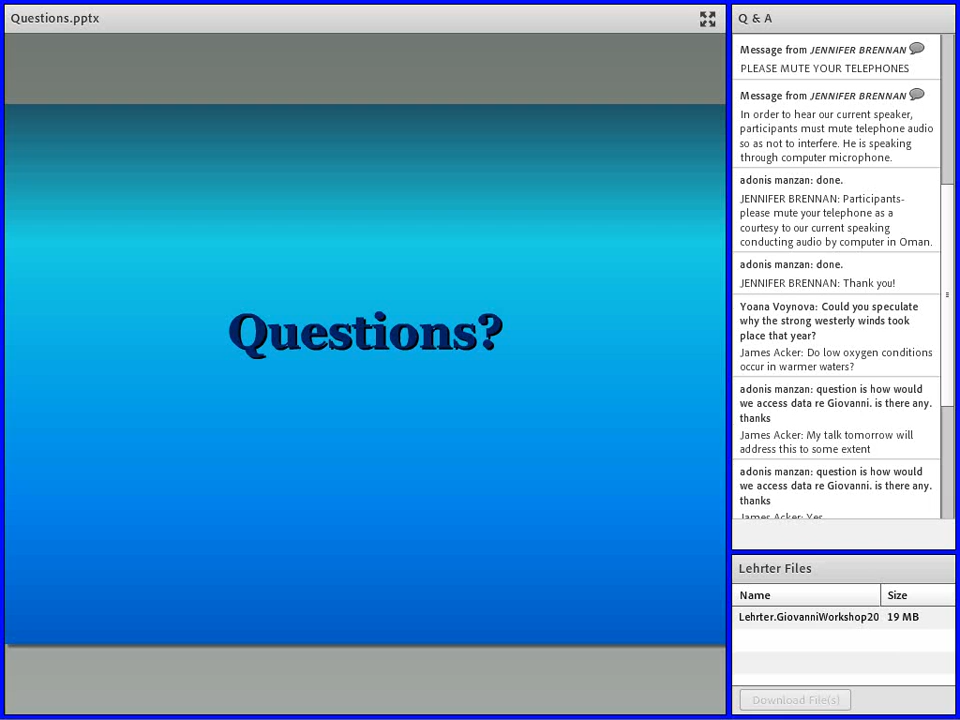 Questions.pptx
Questions?
Q & A
Message from JENNIFER BRENNAN
PLEASE MUTE YOUR TELEPHONES
Message from JENNIFER BRENNAN
In order to hear our current speaker,
participants must mute telephone audio
so as not to interfere. He is speaking
through computer microphone.
adonis manzan: done.
JENNIFER BRENNAN: Participants-
please mute your telephone as a
courtesy to our current speaking
conducting audio by computer in Oman.
adonis manzan: done.
JENNIFER BRENNAN: Thank you!
Yoana Voynova: Could you speculate
why the strong westerly winds took
place that year?
James Acker: Do low oxygen conditions
occur in warmer waters?
adonis manzan: question is how would
we access data re Giovanni. is there any.
thanks
James Acker: My talk tomorrow will
address this to some extent
adonis manzan: question is how would
we access data re Giovanni. is there any.
thanks
James Acker: Yes
Lehrter Files
Name Size
Lehrter.GiovanniWorkshop20 19 MB
Download File(s)